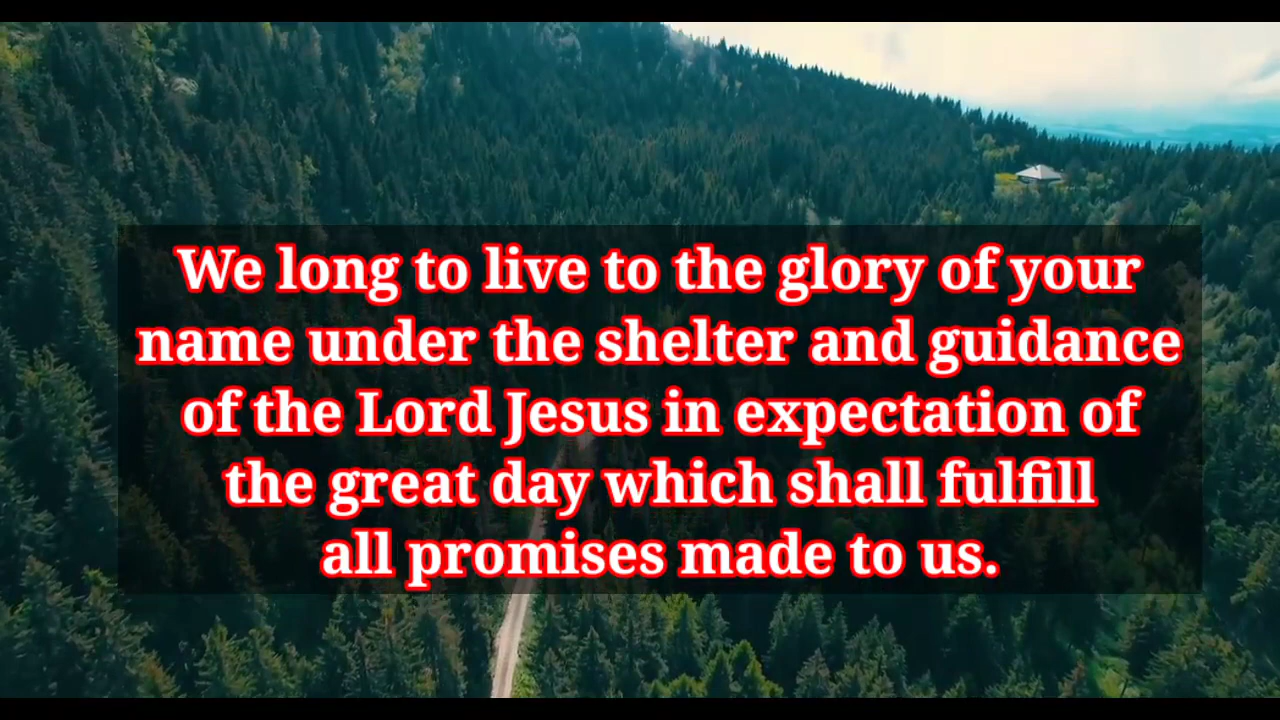 We long to live to the glory of your
name under the shelter and guidance
of the Lord Jesus in expectation of
the great day which shall fulfill
all promises made to us.